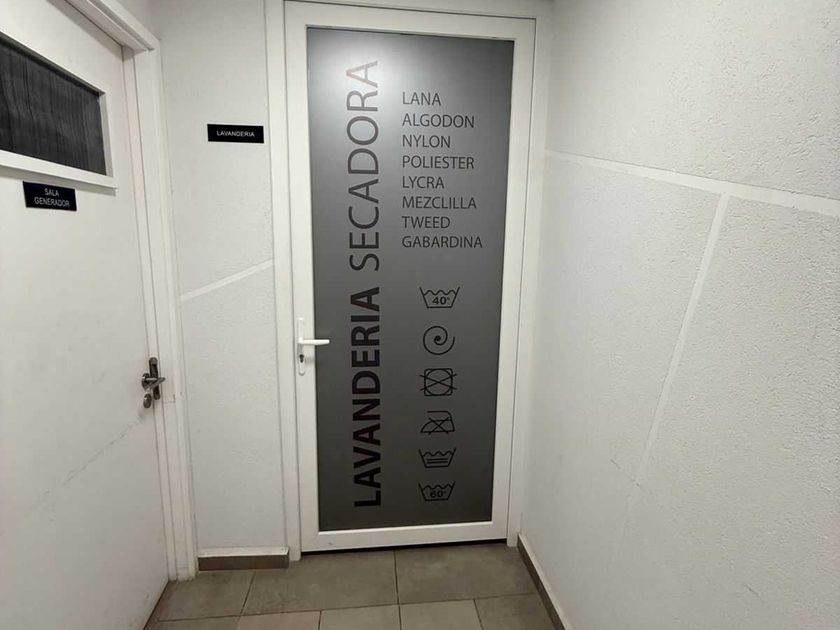 SALA
GENERADOR
LAVANDERIA
LAVANDERIA SECADORA
LANA
ALGODON
NYLON
POLIESTER
LYCRA
MEZCLILLA
TWEED
GABARDINA
40°
60°